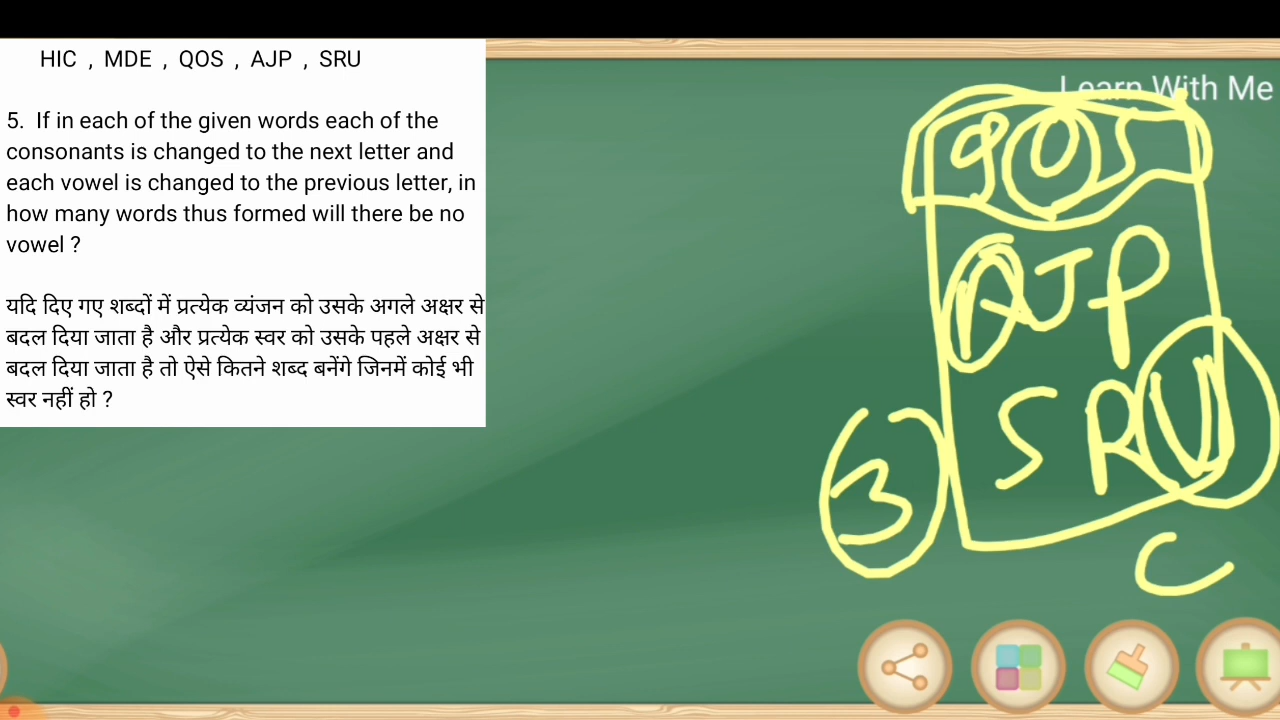 HIC , MDE , QOS , AJP , SRU
5. If in each of the given words each of the
consonants is changed to the next letter and
each vowel is changed to the previous letter, in
how many words thus formed will there be no
vowel ?
यदि दिए गए शब्दों में प्रत्येक व्यंजन को उसके अगले अक्षर से
बदल दिया जाता है और प्रत्येक स्वर को उसके पहले अक्षर से
बदल दिया जाता है तो ऐसे कितने शब्द बनेंगे जिनमें कोई भी
स्वर नहीं हो ?
Learn With Me
QOS
AJP
SRU
3
C